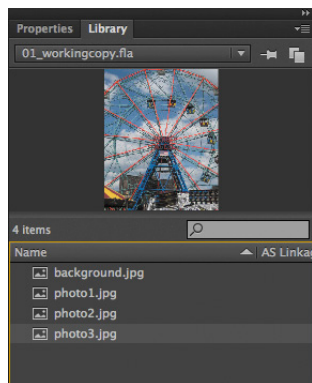 Properties Library
01_workingcopy.fla
4 items
Name AS Linkag
background.jpg
photo1.jpg
photo2.jpg
photo3.jpg